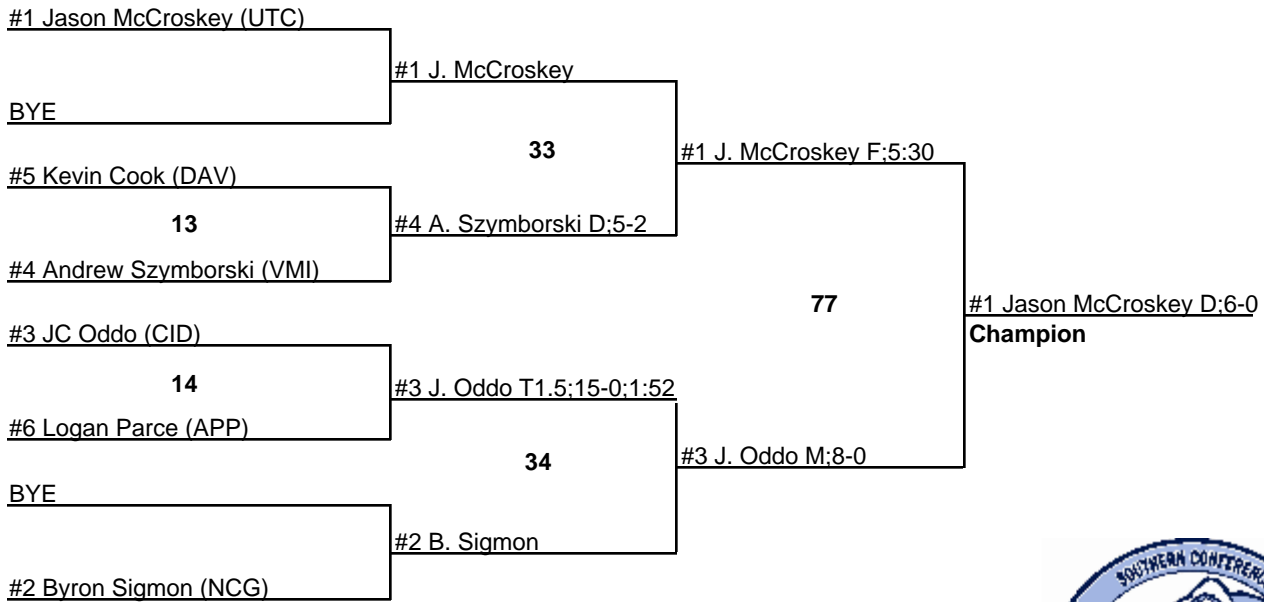 #1 Jason McCroskey (UTC)
#1 J. McCroskey
BYE
33
#1 J. McCroskey F;5:30
#5 Kevin Cook (DAV)
13
#4 A. Szymborski D;5-2
#4 Andrew Szymborski (VMI)
77
#1 Jason McCroskey D;6-0
Champion
#3 JC Oddo (CID)
14
#3 J. Oddo T1.5;15-0;1:52
#6 Logan Parce (APP)
34
#3 J. Oddo M;8-0
BYE
#2 B. Sigmon
#2 Byron Sigmon (NCG)
SOUTHERN